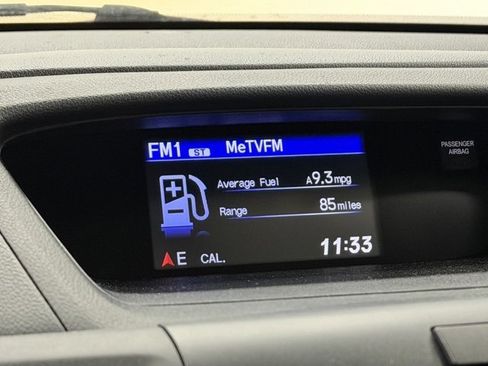 FM1 ST MeTVFM
PASSENGER
AIRBAG
Average Fuel A9.3mpg
Range 85miles
11:33
E CAL.